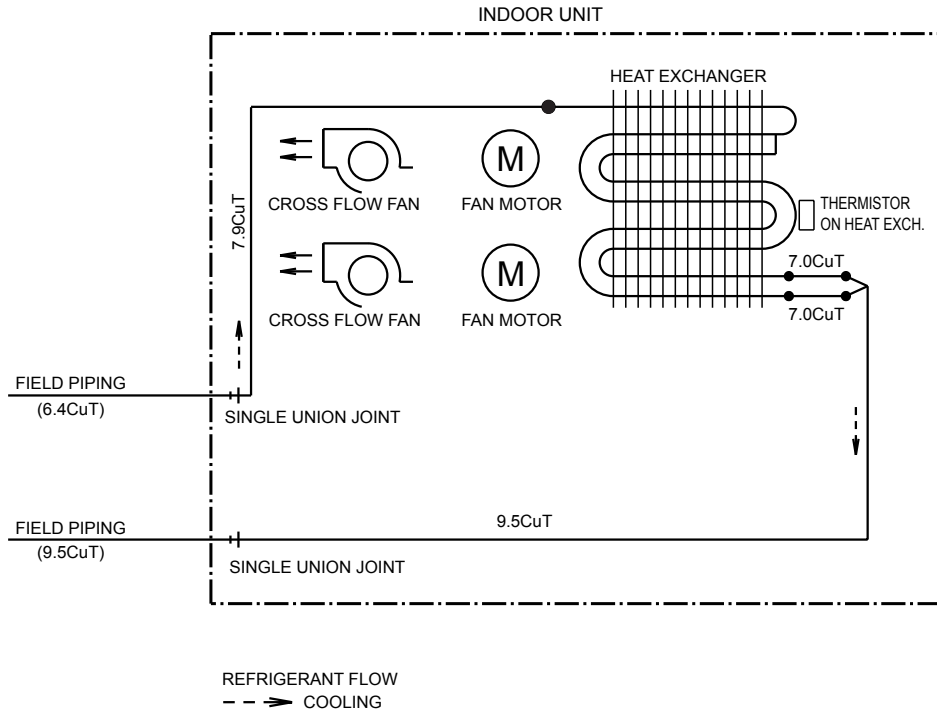 INDOOR UNIT
HEAT EXCHANGER
7.9CuT
M
M
CROSS FLOW FAN
FAN MOTOR
THERMISTOR
ON HEAT EXCH.
7.0CuT
7.0CuT
CROSS FLOW FAN
FAN MOTOR
FIELD PIPING
(6.4CuT)
SINGLE UNION JOINT
FIELD PIPING
(9.5CuT)
9.5CuT
SINGLE UNION JOINT
REFRIGERANT FLOW
COOLING